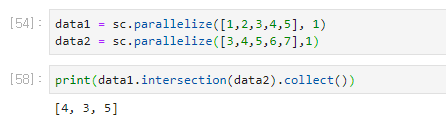 [54]: data1 = sc.parallelize([1,2,3,4,5], 1)
data2 = sc.parallelize([3,4,5,6,7],1)
[58]: print(data1.intersection(data2).collect())
[4, 3, 5]